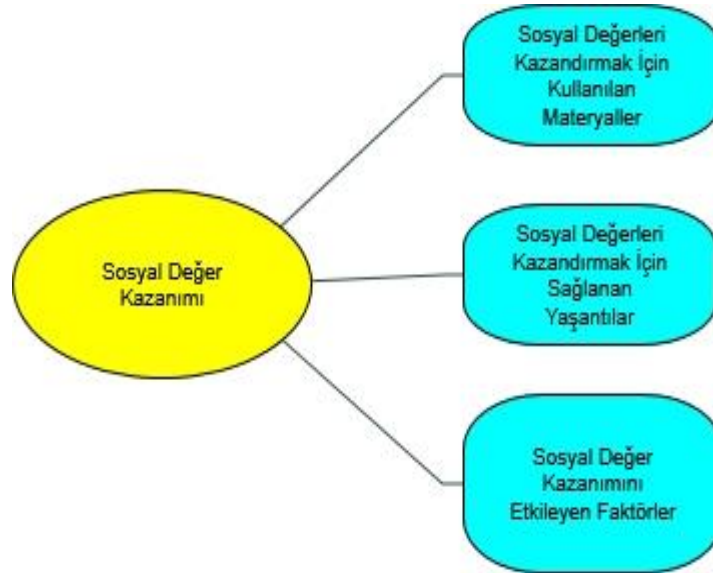 Sosyal Değerleri
Kazandırmak İçin
Kullanılan
Materyaller
Sosyal Değer
Kazanımı
Sosyal Değerleri
Kazandırmak İçin
Sağlanan
Yaşantılar
Sosyal Değer
Kazanımını
Etkileyen Faktörler